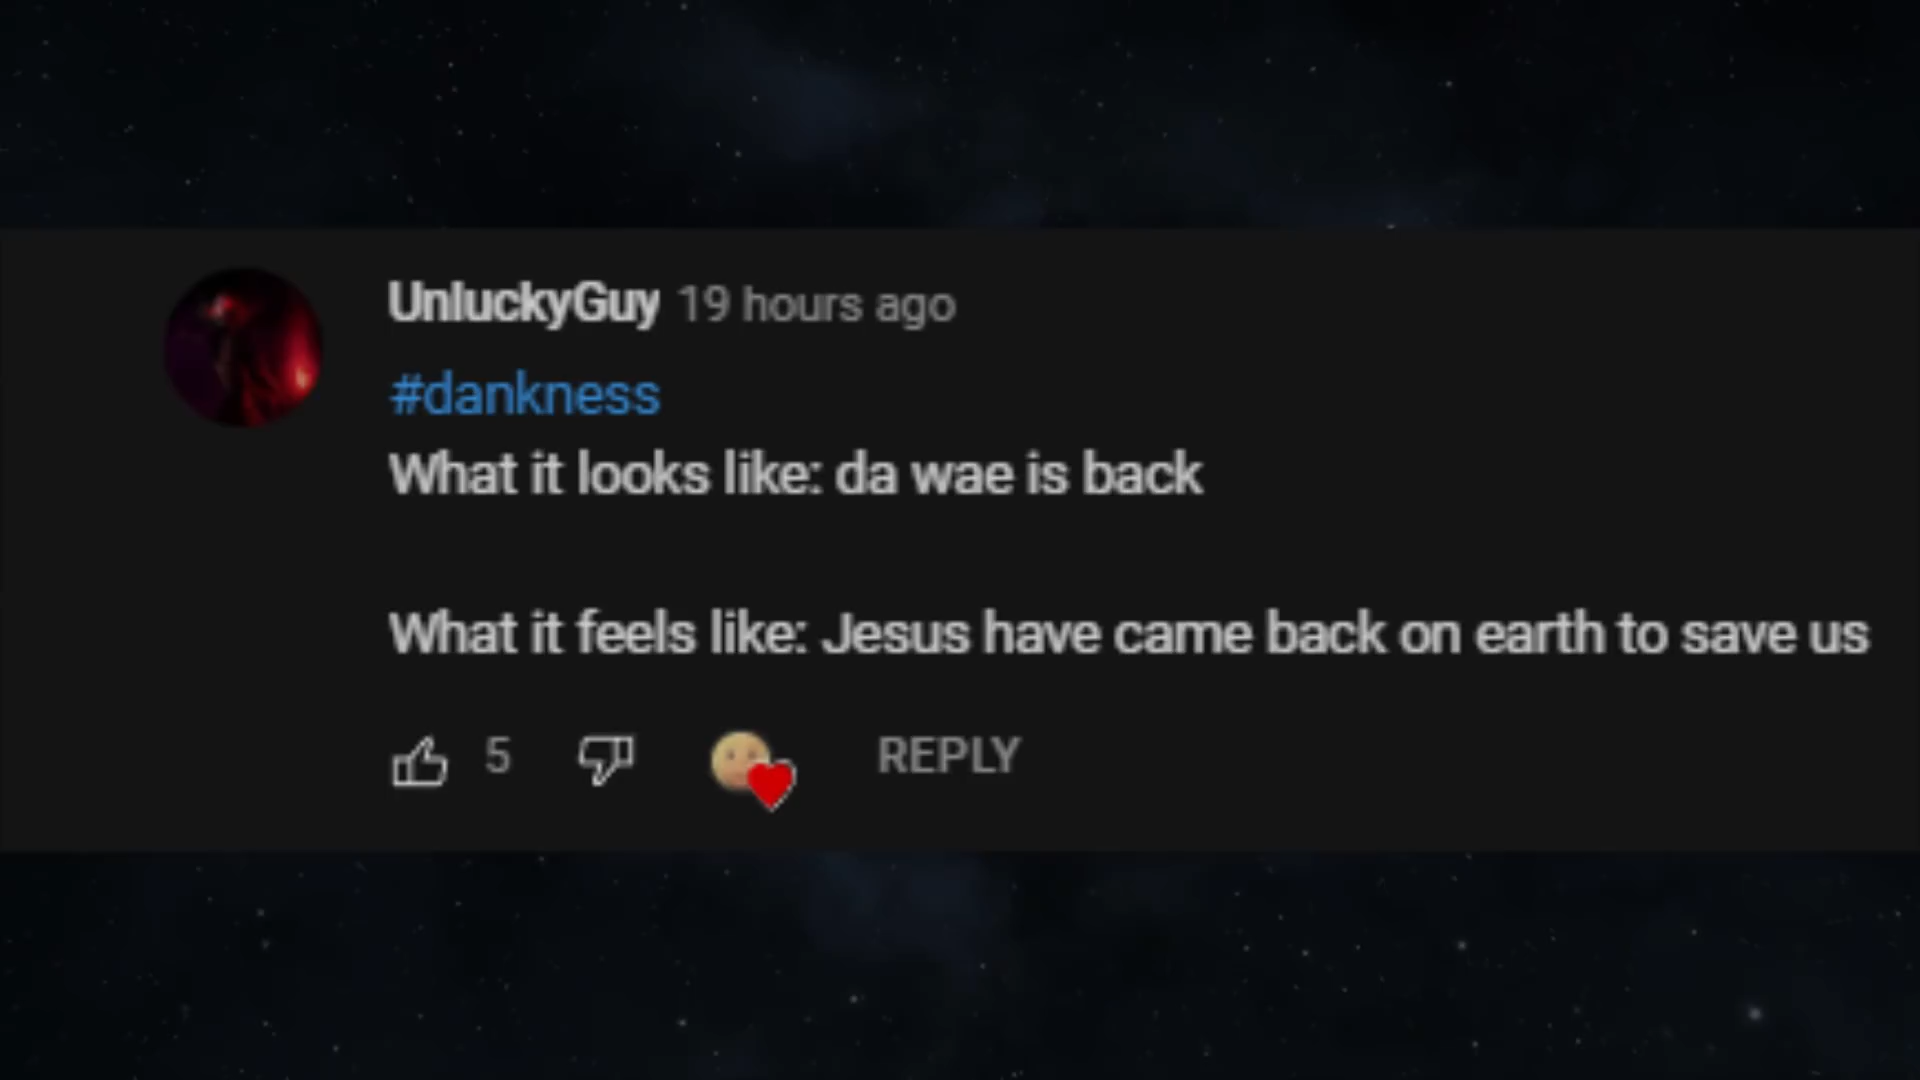 UnluckyGuy 19 hours ago
#dankness
What it looks like: da wae is back
What it feels like: Jesus have came back on earth to save us
5 REPLY